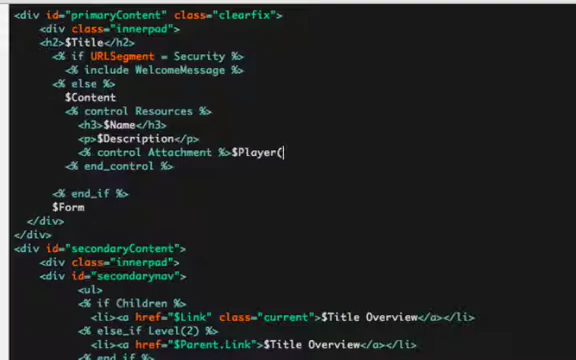 <div id="primaryContent" class="clearfix">
<div class="innerpad">
<h2>$Title</h2>
<% if URLSegment = Security %>
<% include WelcomeMessage %>
<% else %>
$Content
<% control Resources %>
<h3>$Name</h3>
<p>$Description</p>
<% control Attachment %>$Player(
<% end_control %>
<% end_if %>
$Form
</div>
</div>
<div id="secondaryContent">
<div class="innerpad">
<div id="secondarynav">
<ul>
<% if Children %>
<li><a href="$Link" class="current">$Title Overview</a></li>
<% else_if Level(2) %>
<li><a href="$Parent.Link">$Title Overview</a></li>
<% end_if %>